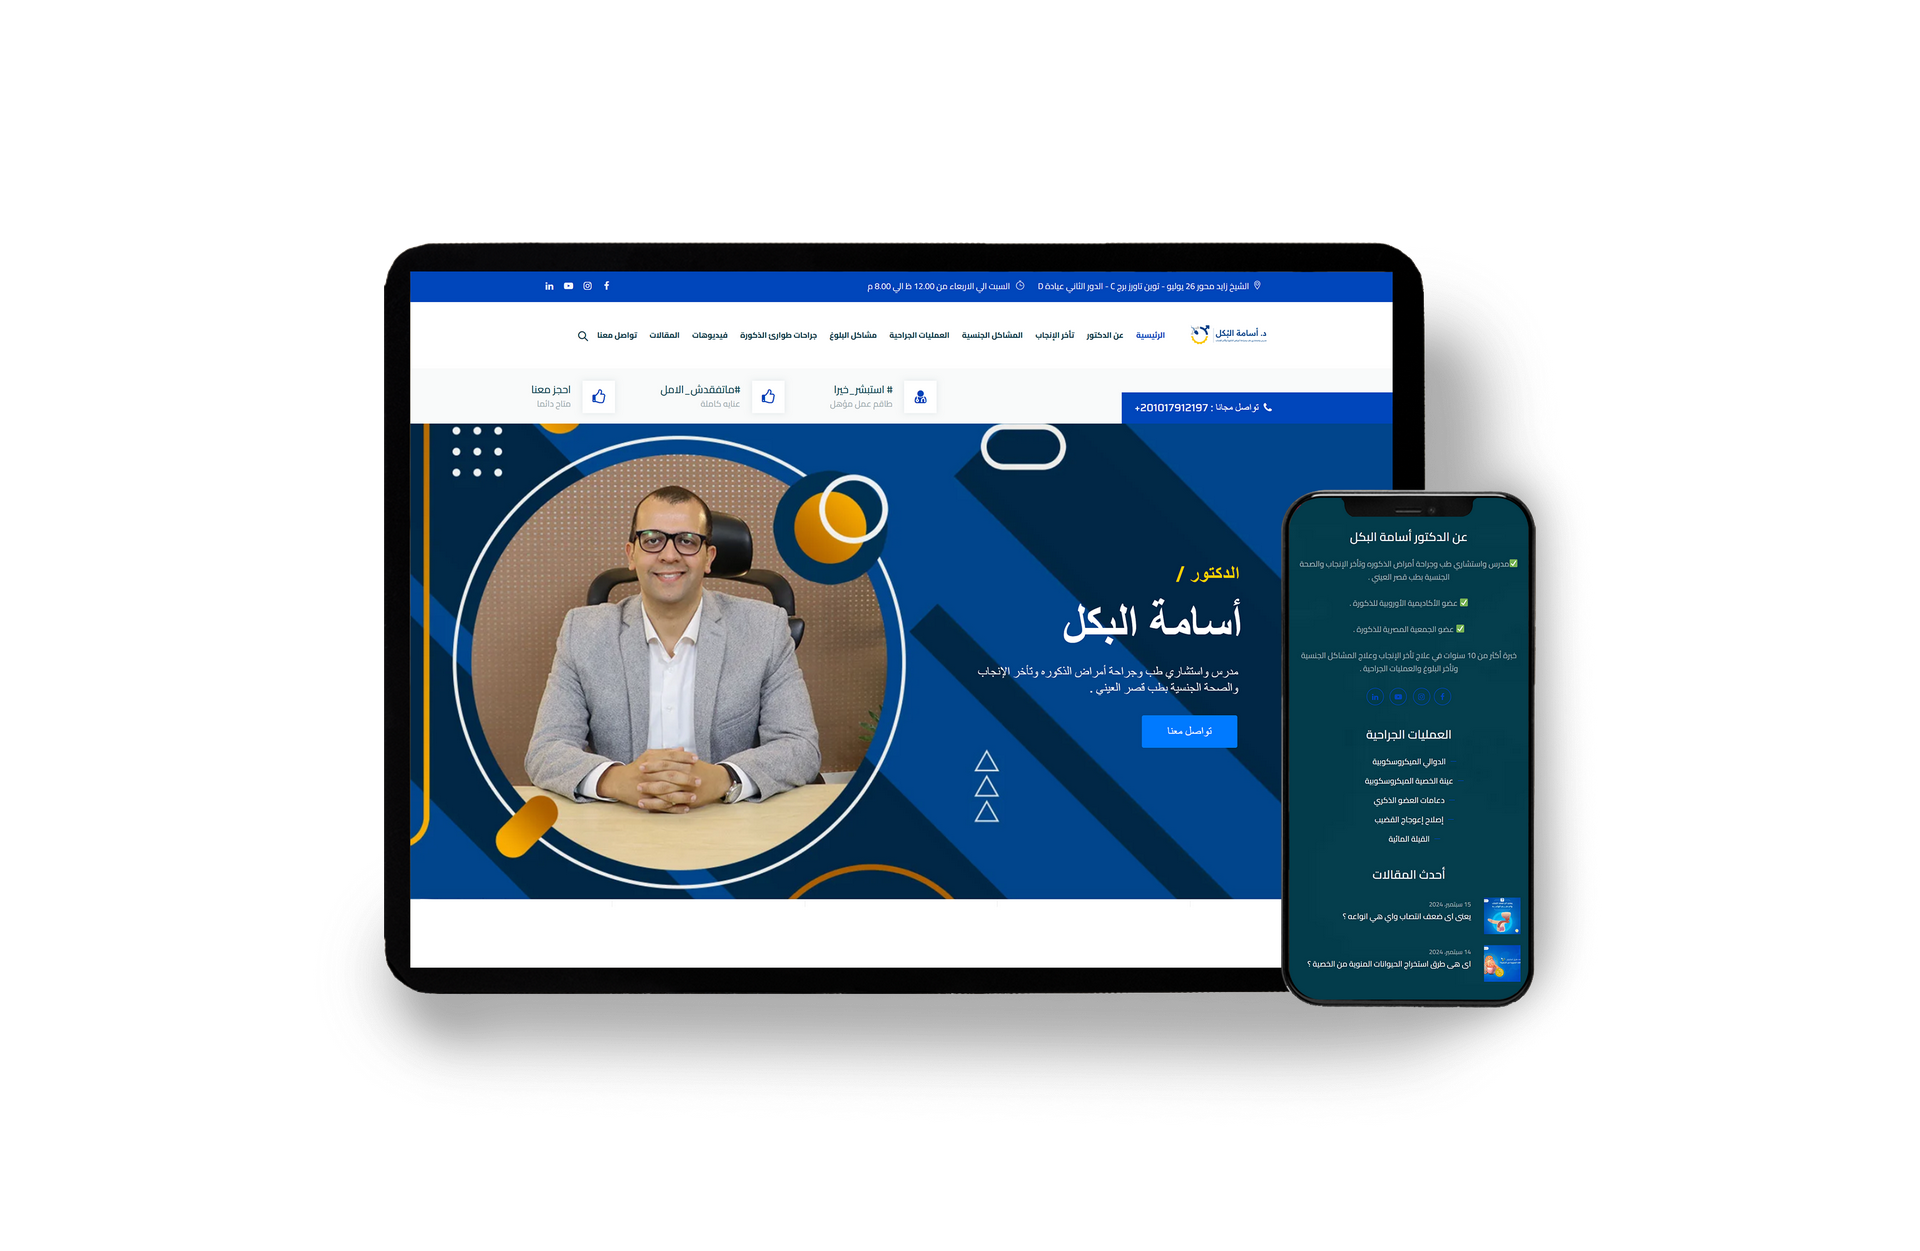 الشيخ زايد محور 26 يوليو - توين تاورز برج C - الدور الثاني عيادة D
السبت الي الاربعاء من 12.00 ظ الي 8.00 م
د. أسامة البُكل
الرئيسية
عن الدكتور
تأخر الإنجاب
المشاكل الجنسية
العمليات الجراحية
مشاكل البلوغ
جراحات طوارئ الذكورة
فيديوهات
المقالات
تواصل معنا
# استبشر_خيرا
طاقم عمل مؤهل
#ماتفقدش_الامل
عنايه كاملة
احجز معنا
متاح دائما
تواصل مجانا : 201017912197+
الدكتور /
أسامة البكل
مدرس واستشاري طب وجراحة أمراض الذكوره وتأخر الإنجاب
والصحة الجنسية بطب قصر العيني .
تواصل معنا
عن الدكتور أسامة البكل
✅مدرس واستشاري طب وجراحة أمراض الذكوره وتأخر الإنجاب والصحة
الجنسية بطب قصر العيني .
✅ عضو الأكاديمية الأوروبية للذكورة .
✅ عضو الجمعية المصرية للذكورة .
خبرة أكثر من 10 سنوات في علاج تأخر الإنجاب وعلاج المشاكل الجنسية
وتأخر البلوغ والعمليات الجراحية .
العمليات الجراحية
الدوالي الميكروسكوبية
عينة الخصية الميكروسكوبية
دعامات العضو الذكري
إصلاح إعوجاج القضيب
القيلة المائية
أحدث المقالات
15 سبتمبر، 2024
يعنى اى ضعف انتصاب واي هي انواعه ؟
14 سبتمبر، 2024
اى هى طرق استخراج الحيوانات المنوية من الخصية ؟